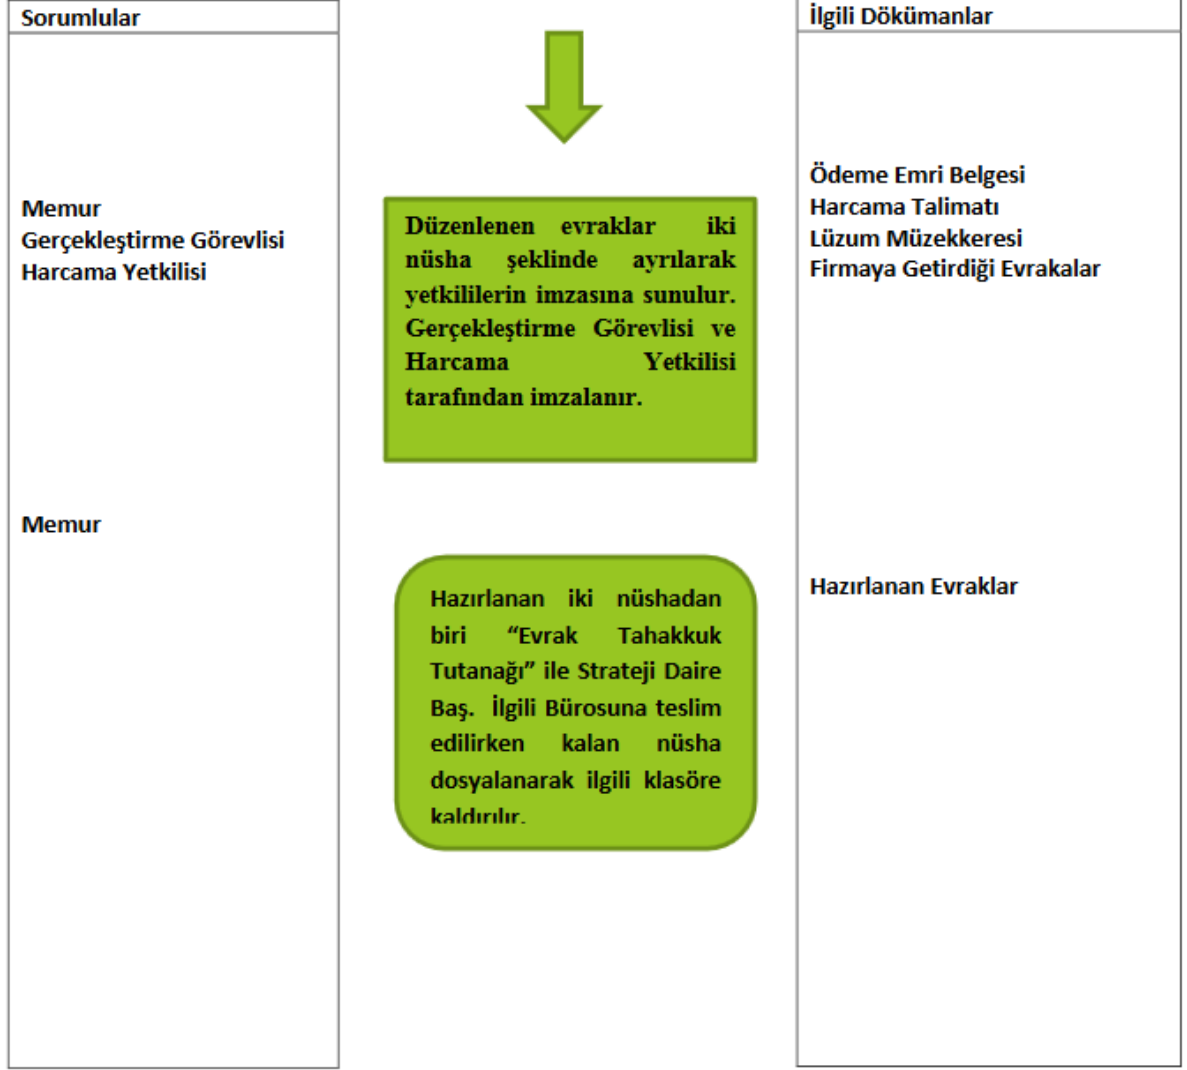 Sorumlular
Memur
Gerçekleştirme Görevlisi
Harcama Yetkilisi
Memur
Düzenlenen evraklar iki
nüsha şeklinde ayrılarak
yetkililerin imzasına sunulur.
Gerçekleştirme Görevlisi ve
Harcama Yetkilisi
tarafından imzalanır.
Hazırlanan iki nüshadan
biri “Evrak Tahakkuk
Tutanağı” ile Strateji Daire
Baş. İlgili Bürosuna teslim
edilirken kalan nüsha
dosyalanarak ilgili klasöre
kaldırılır.
İlgili Dökümanlar
Ödeme Emri Belgesi
Harcama Talimatı
Lüzum Müzekkeresi
Firmaya Getirdiği Evrakalar
Hazırlanan Evraklar